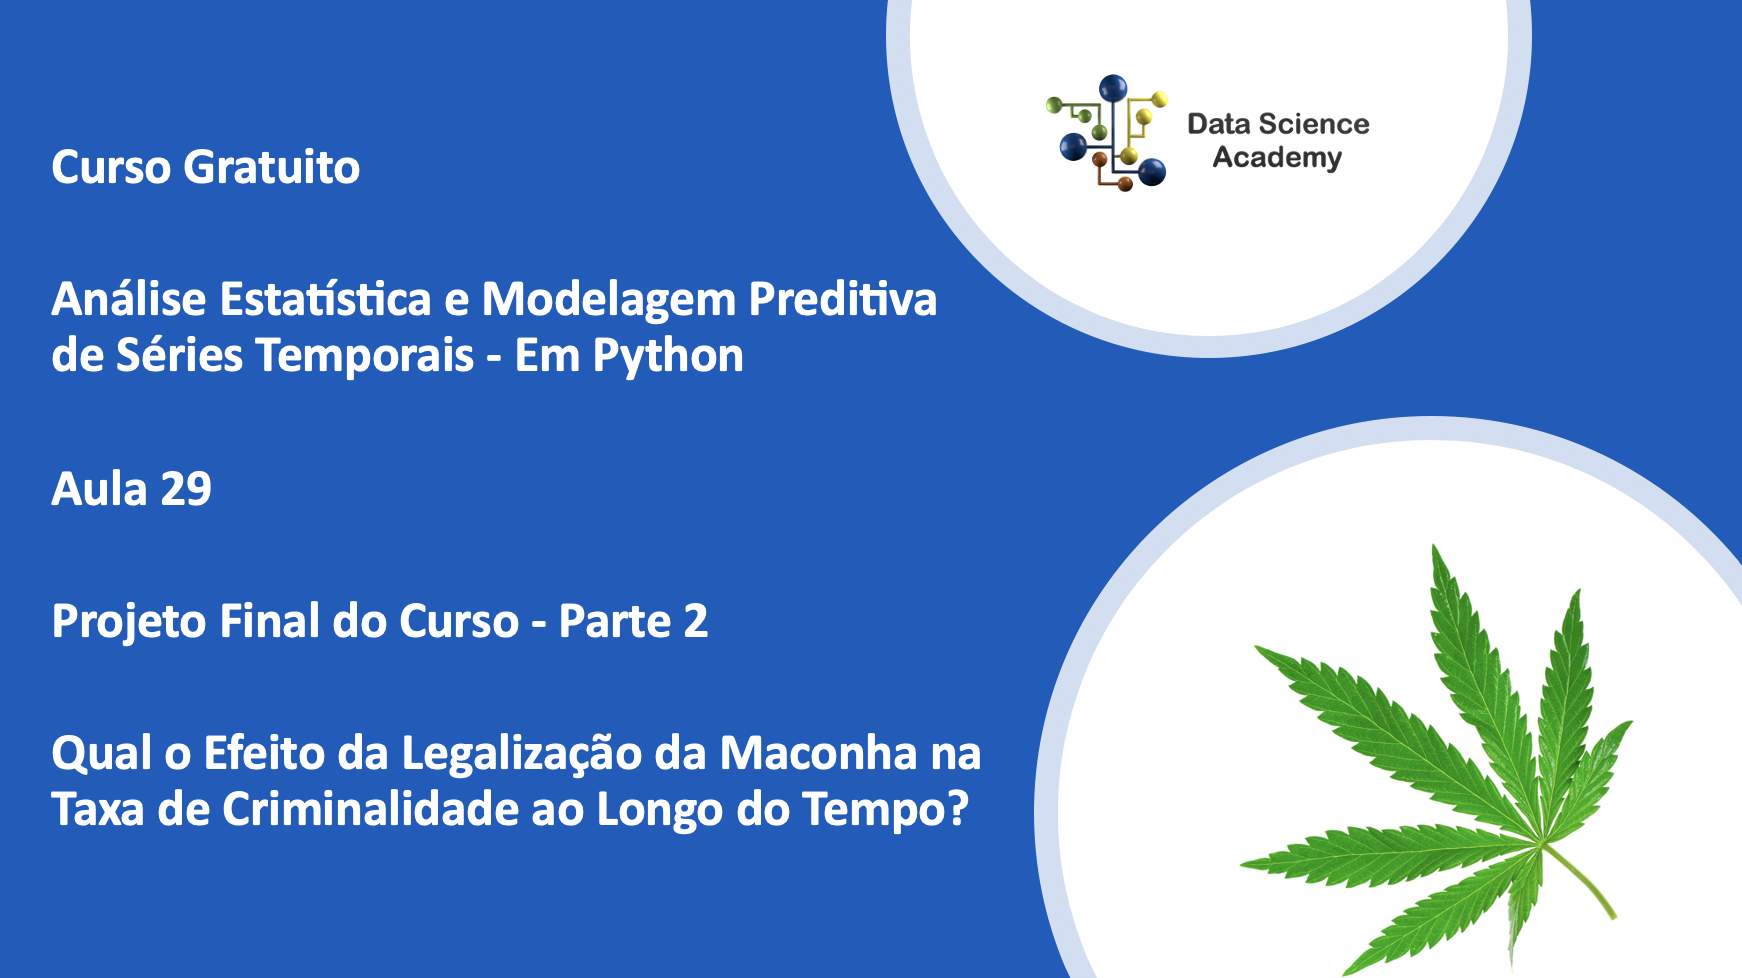 Curso Gratuito
Análise Estatística e Modelagem Preditiva
de Séries Temporais - Em Python
Aula 29
Projeto Final do Curso - Parte 2
Qual o Efeito da Legalização da Maconha na
Taxa de Criminalidade ao Longo do Tempo?
Data Science
Academy